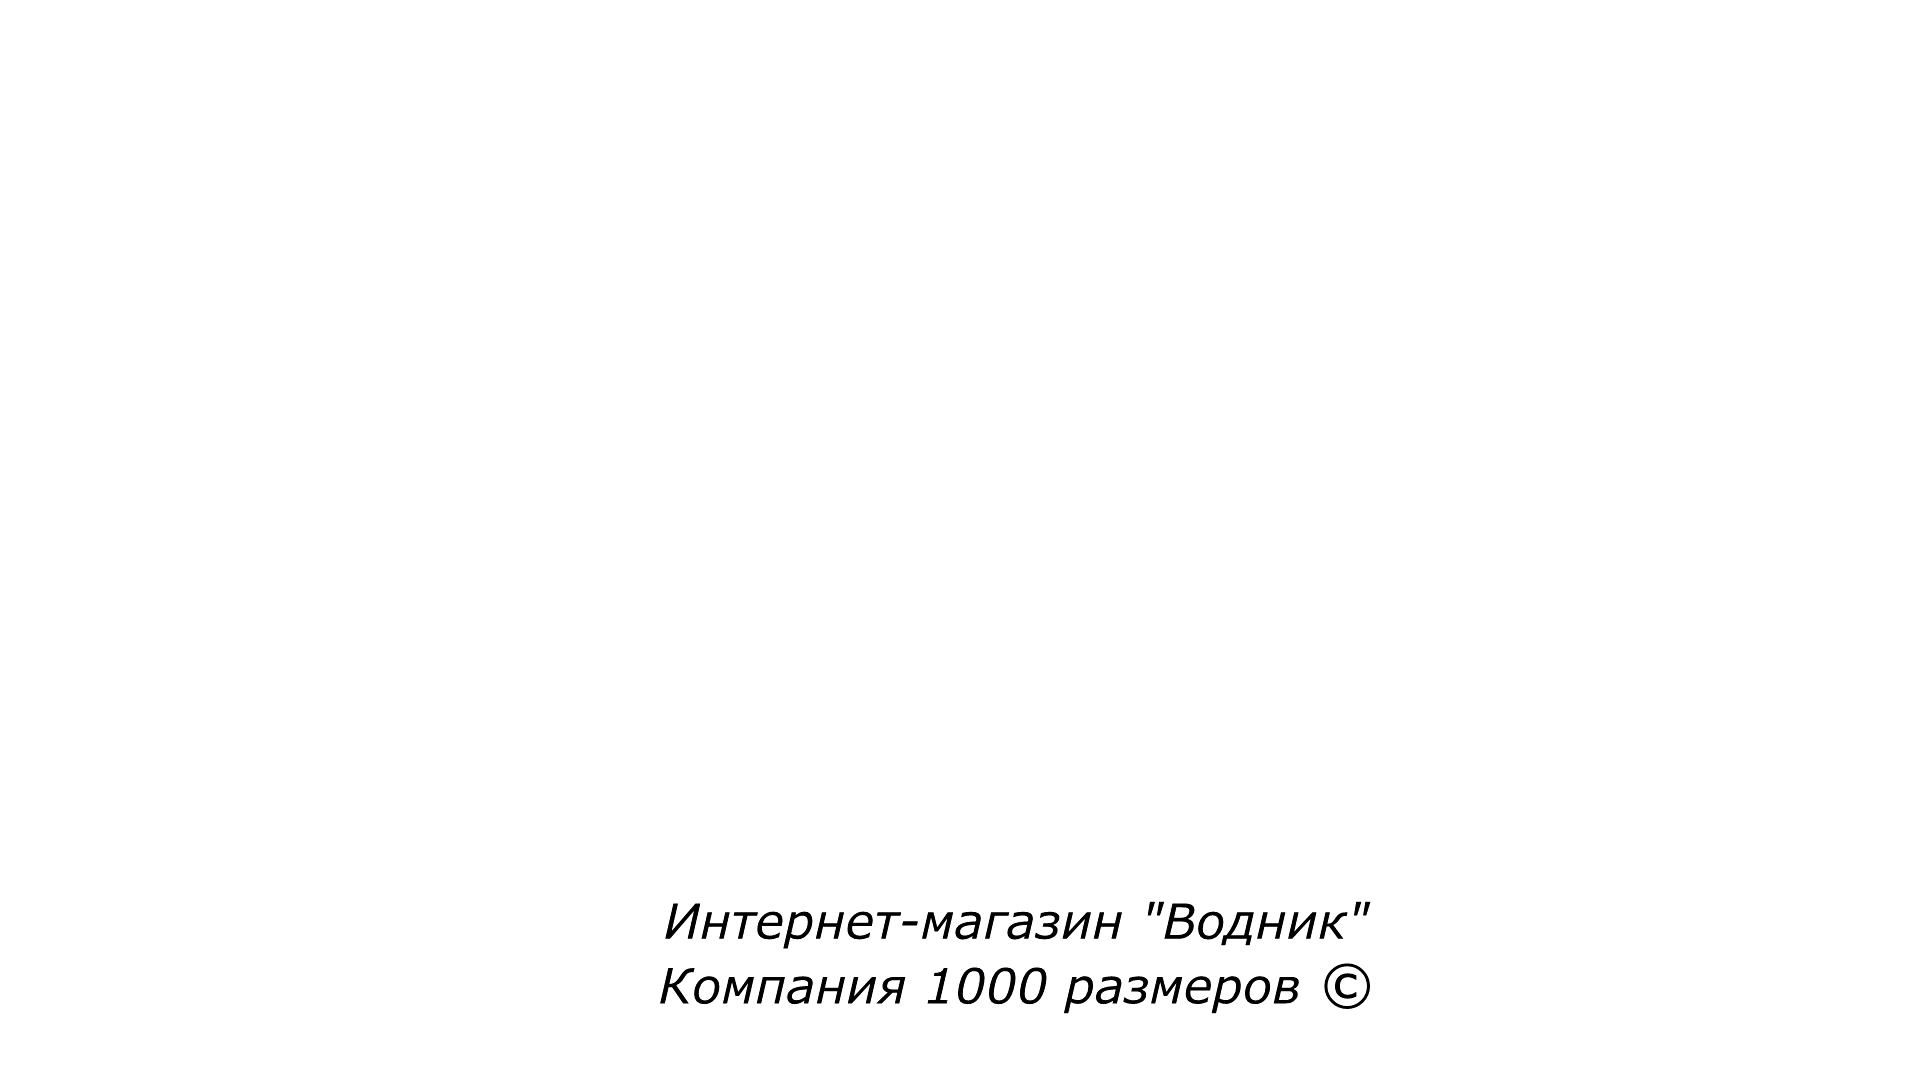 Интернет-магазин "Водник"
Компания 1000 размеров ©